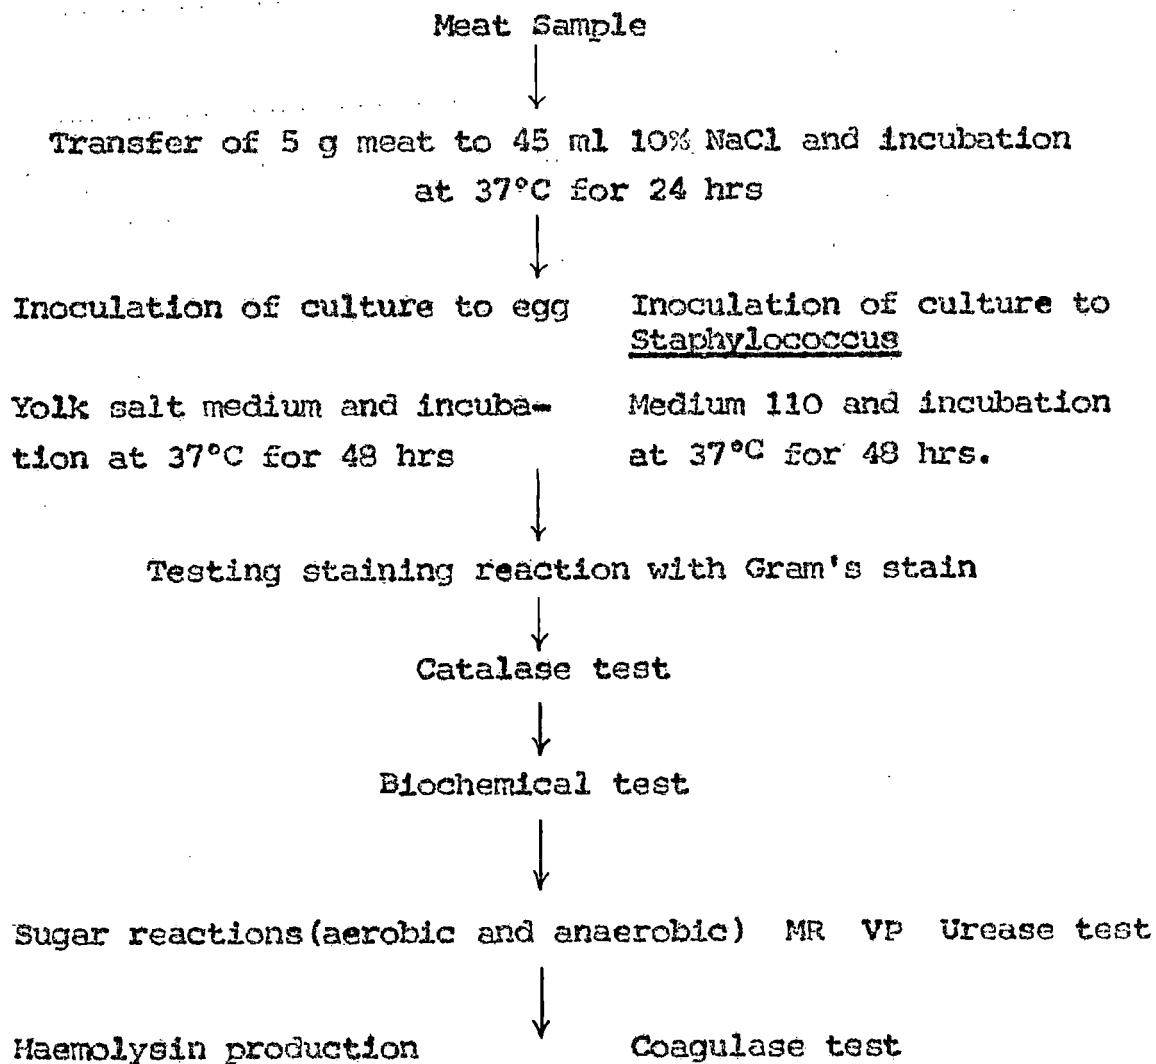 Meat Sample
Transfer of 5 g meat to 45 ml 10% NaCl and incubation
at 37°C for 24 hrs
Inoculation of culture to egg
Yolk salt medium and incuba-
tion at 37°C for 48 hrs
Inoculation of culture to
Staphylococcus
Medium 110 and incubation
at 37°C for 48 hrs.
Testing staining reaction with Gram's stain
Catalase test
Biochemical test
Sugar reactions(aerobic and anaerobic) MR VP Urease test
Haemolysin production Coagulase test